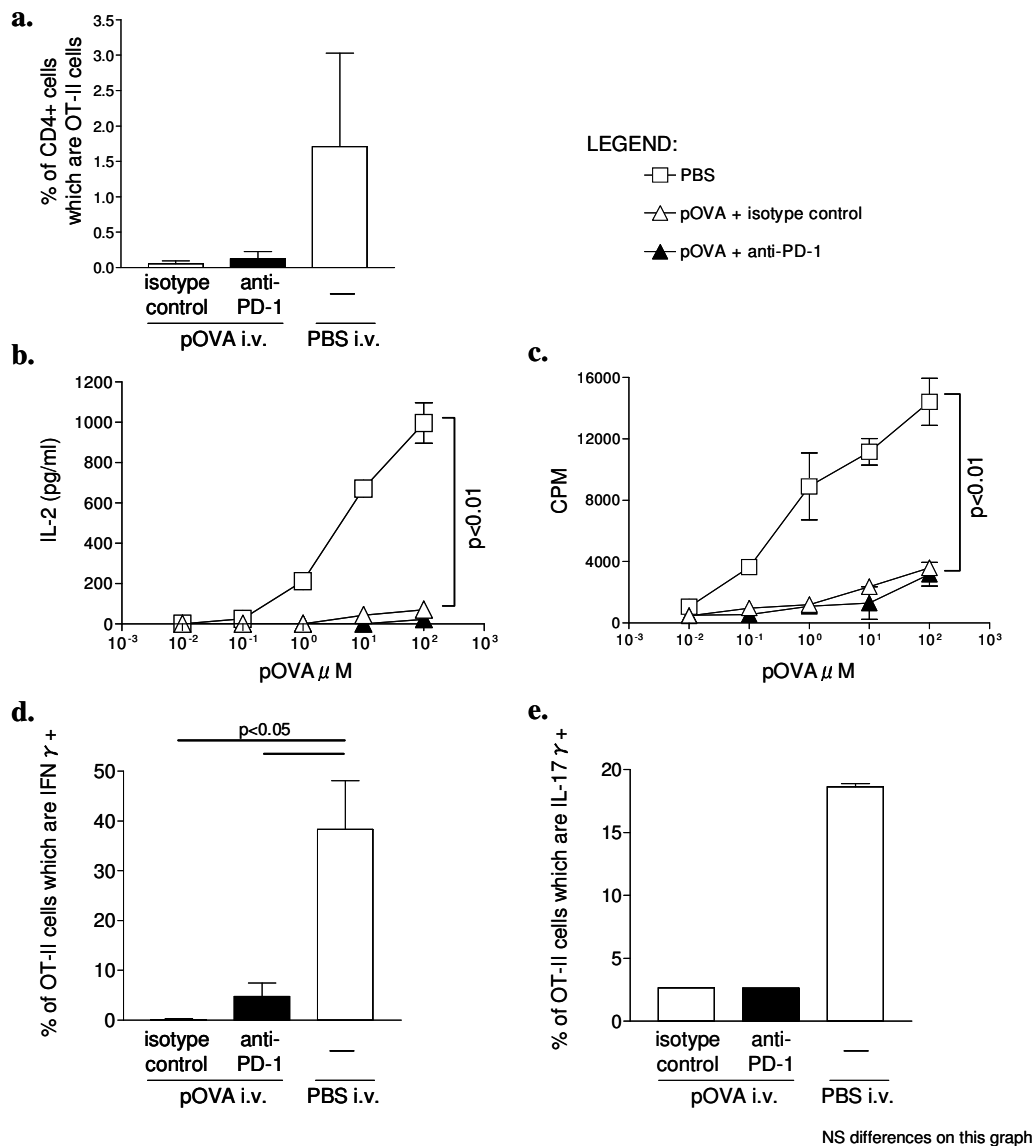 a.
% of CD4+ cells
which are OT-II cells
3.5
3.0
2.5
2.0
1.5
1.0
0.5
0.0
isotype
control
anti-
PD-1
—
pOVA i.v.
PBS i.v.
LEGEND:
PBS
pOVA + isotype control
pOVA + anti-PD-1
b.
IL-2 (pg/ml)
1200
1000
800
600
400
200
0
10-3 10-2 10-1 100 101 102 103
pOVA μ M
p<0.01
c.
CPM
16000
12000
8000
4000
0
10-3 10-2 10-1 100 101 102 103
pOVA μ M
p<0.01
d.
% of OT-II cells which are IFN γ +
p<0.05
50
40
30
20
10
0
isotype
control
anti-
PD-1
—
pOVA i.v.
PBS i.v.
e.
% of OT-II cells which are IL-17 γ +
20
15
10
5
0
isotype
control
anti-
PD-1
—
pOVA i.v.
PBS i.v.
NS differences on this graph